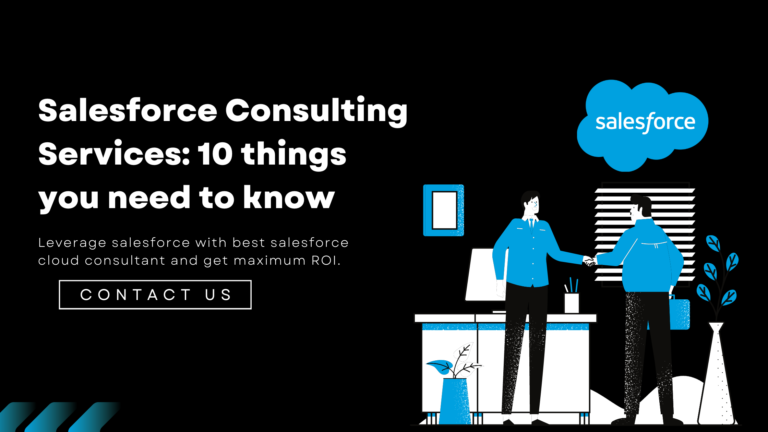 Salesforce Consulting
Services: 10 things
you need to know
Leverage salesforce with best salesforce
cloud consultant and get maximum ROI.
CONTACT US
salesforce